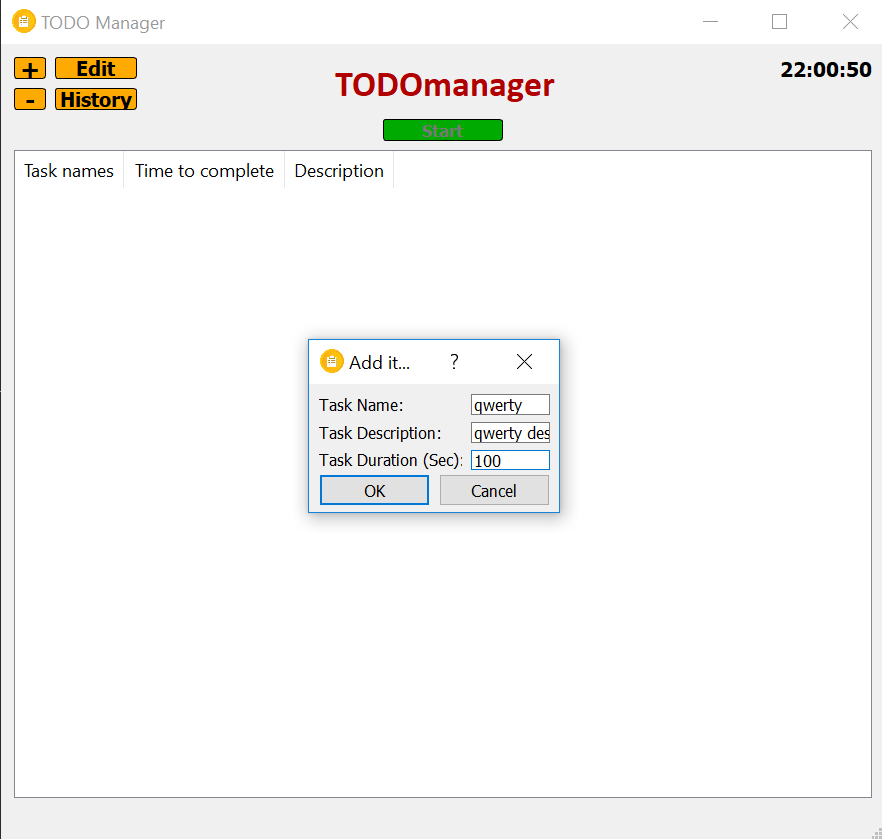 TODO Manager
+ Edit
- History
TODOmanager
22:00:50
Start
Task names Time to complete Description
Add it... ?
Task Name: qwerty
Task Description: qwerty des
Task Duration (Sec): 100
OK Cancel